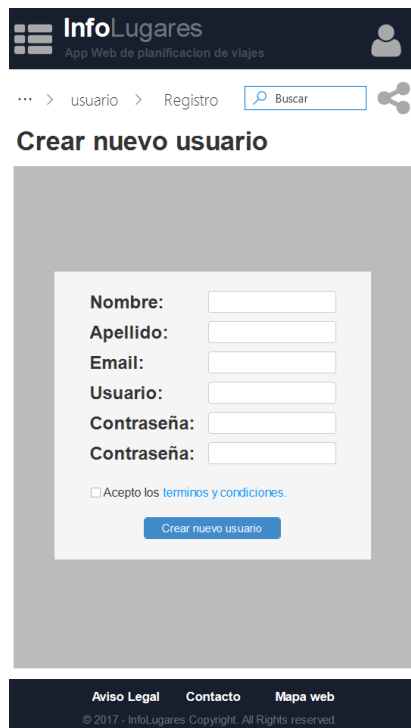 InfoLugares
App Web de planificacion de viajes
··· > usuario > Registro Buscar
Crear nuevo usuario
Nombre:
Apellido:
Email:
Usuario:
Contraseña:
Contraseña:
Acepto los terminos y condiciones.
Crear nuevo usuario
Aviso Legal Contacto Mapa web
© 2017 - InfoLugares Copyright. All Rights reserved.